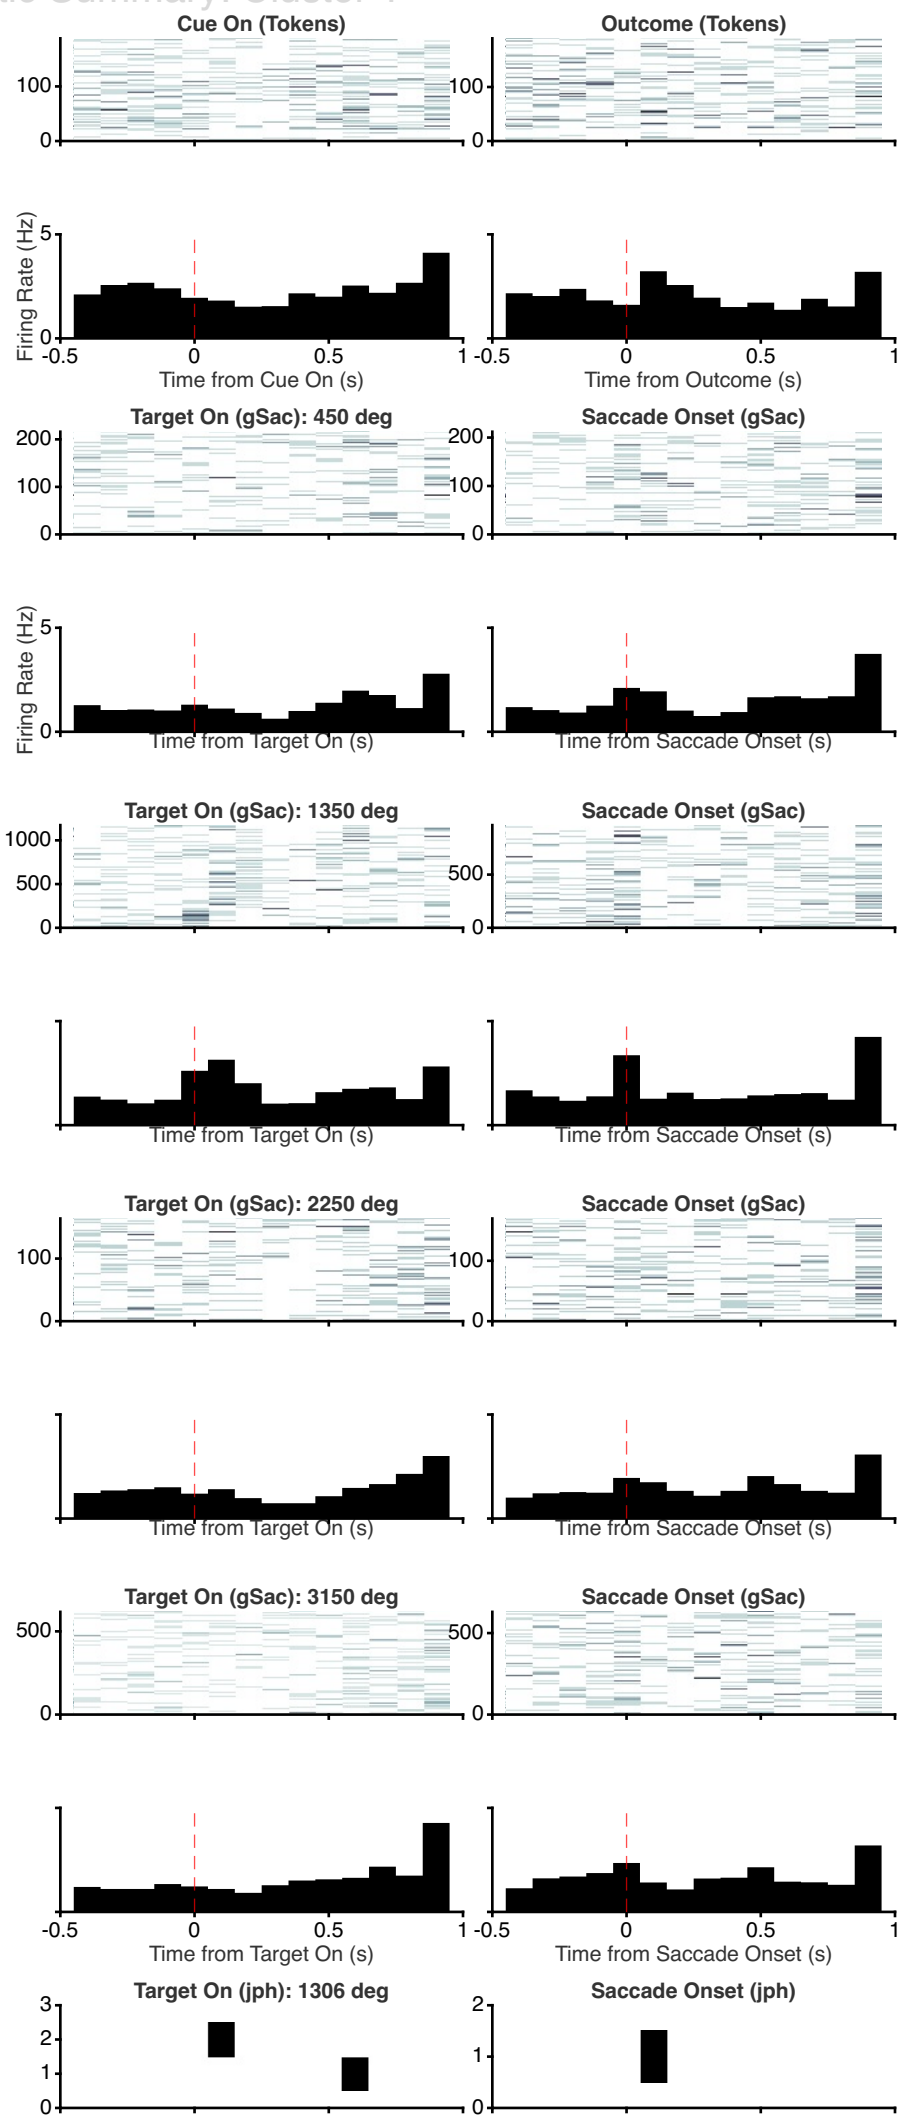 Summary: Cluster
Cue On (Tokens) Outcome (Tokens)
100 100
0 0
Firing Rate (Hz)
5
0
-0.5 0 0.5 1 -0.5 0 0.5 1
Time from Cue On (s) Time from Outcome (s)
Target On (gSac): 450 deg Saccade Onset (gSac)
200 200
100 100
0 0
Firing Rate (Hz)
5
0
Time from Target On (s) Time from Saccade Onset (s)
Target On (gSac): 1350 deg Saccade Onset (gSac)
1000
500 500
0 0
Time from Target On (s) Time from Saccade Onset (s)
Target On (gSac): 2250 deg Saccade Onset (gSac)
100 100
0 0
Time from Target On (s) Time from Saccade Onset (s)
Target On (gSac): 3150 deg Saccade Onset (gSac)
500 500
0 0
-0.5 0 0.5 1 -0.5 0 0.5 1
Time from Target On (s) Time from Saccade Onset (s)
Target On (jph): 1306 deg Saccade Onset (jph)
3 2
2
1 1
0 0